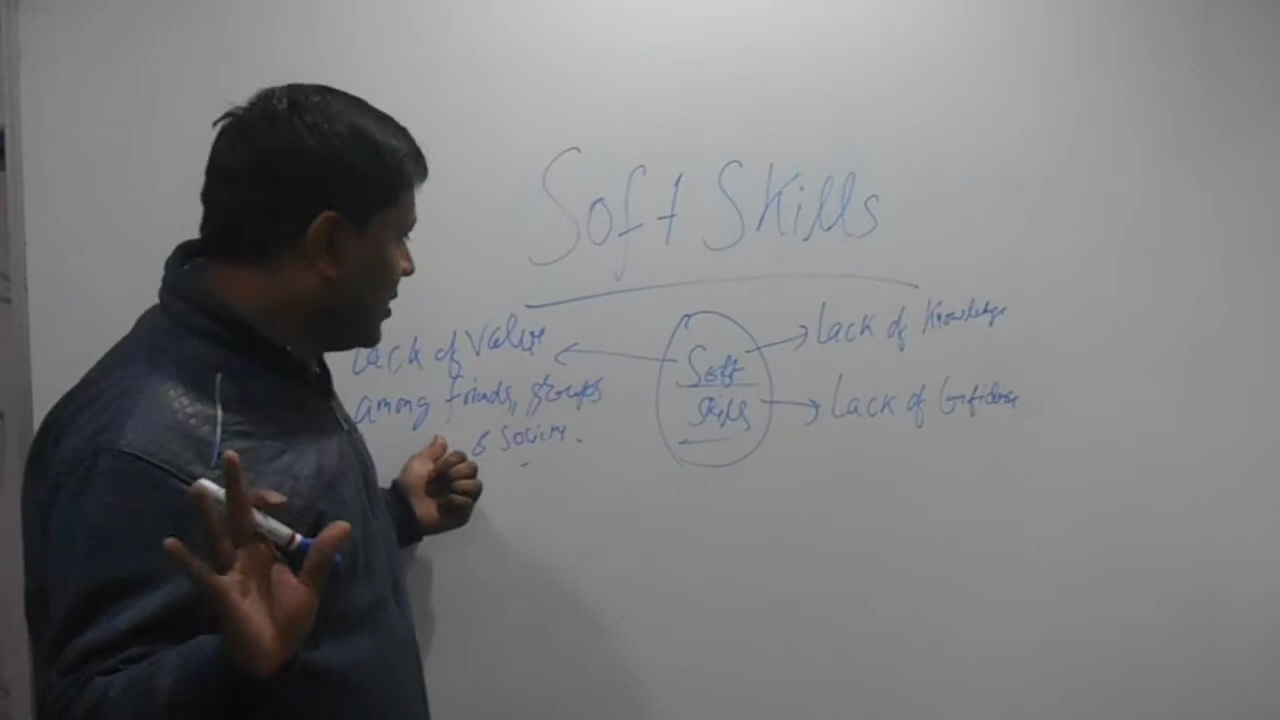 Soft Skills
Lack of Value
among friends, groups
& Society.
Soft
Skills
Lack of Knowledge
Lack of Confidence